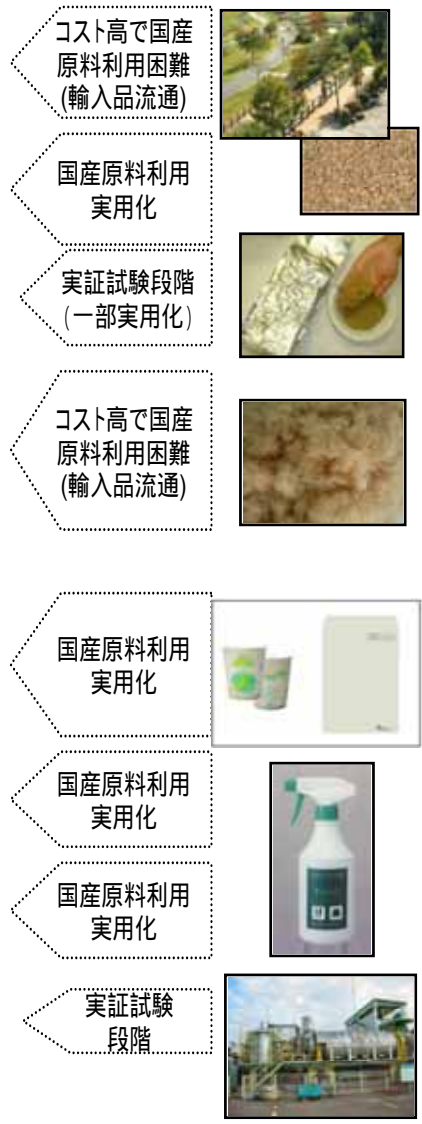 コスト高で国産
原料利用困難
(輸入品流通)
国産原料利用
実用化
実証試験段階
(一部実用化)
コスト高で国産
原料利用困難
(輸入品流通)
国産原料利用
実用化
国産原料利用
実用化
国産原料利用
実用化
実証試験
段階